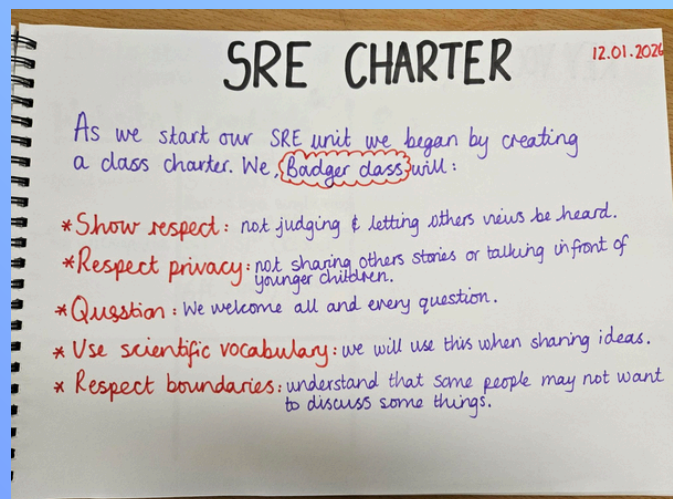 SRE CHARTER
12.01.2026
As we start our SRE unit we began by creating
a class charter. We, Badger class will:
*Show respect: not judging & letting others views be heard.
*Respect privacy: not sharing others stories or talking infront of
younger children.
*Question: We welcome all and every question.
* Use scientific vocabulary: we will use this when sharing ideas.
* Respect boundaries: understand that some people may not want
to discuss some things.